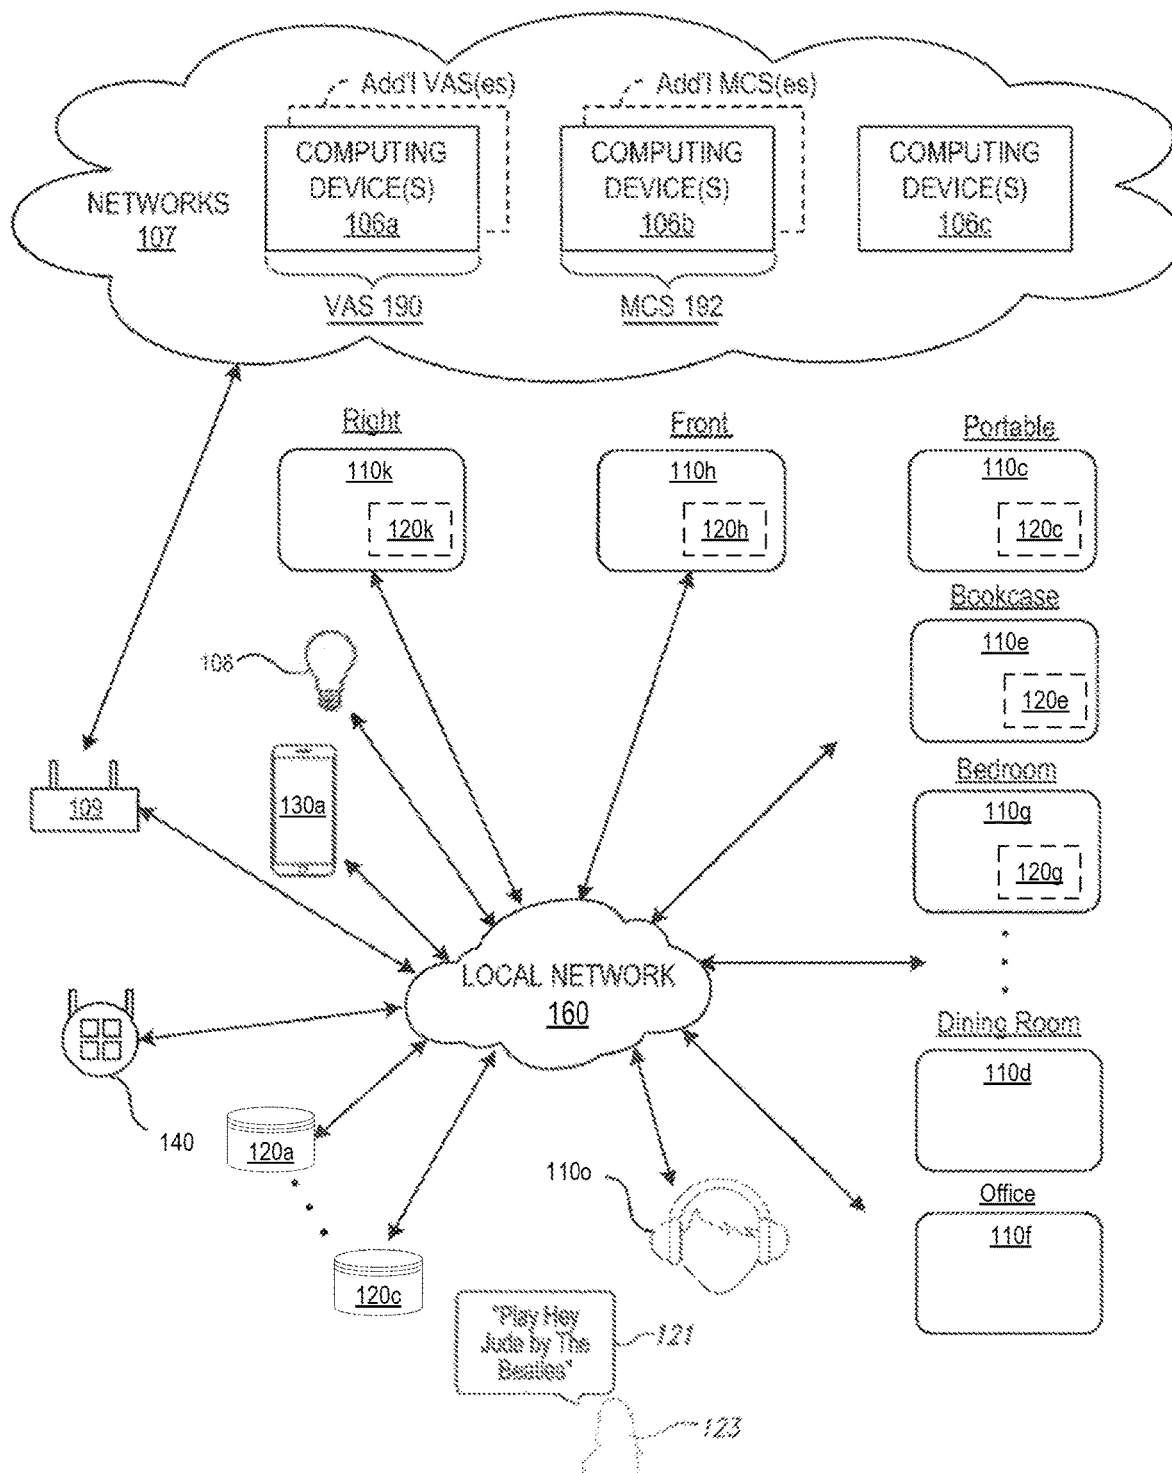 Add'l VAS(es)
Add'l MCS(es)
COMPUTING
DEVICE(S)
106a
COMPUTING
DEVICE(S)
106b
COMPUTING
DEVICE(S)
106c
NETWORKS
107
VAS 190
MCS 192
Right
110k
120k
Front
110h
120h
Portable
110c
120c
Bookcase
110e
120e
108
130a
109
Bedroom
110g
120g
LOCAL NETWORK
160
140
Dining Room
110d
120a
110o
Office
110f
120c
"Play Hey
Jude by The
Beatles"
121
123